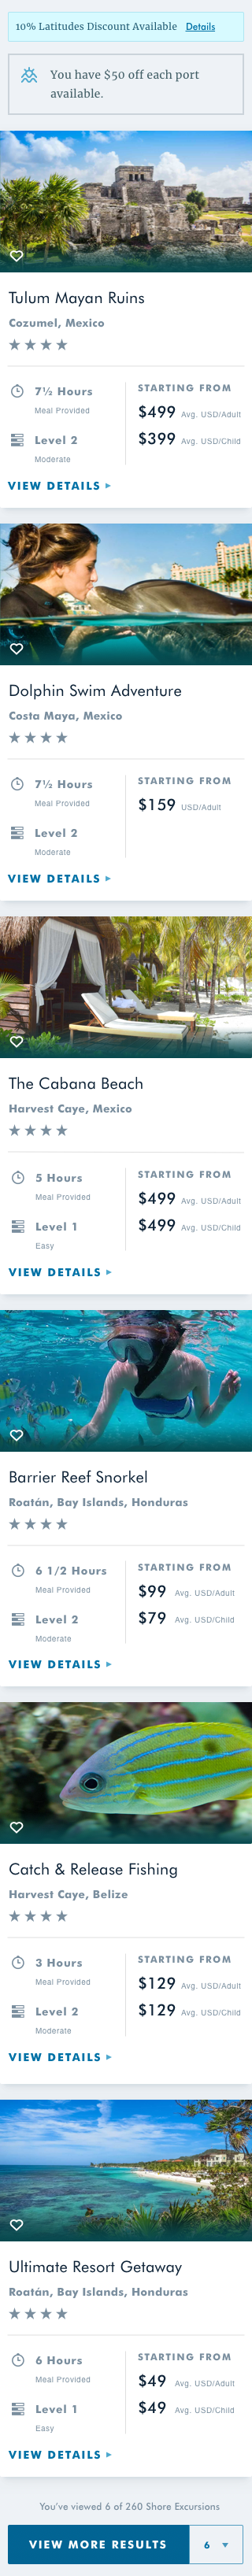 10% Latitudes Discount Available Details
You have $50 off each port
available.
Tulum Mayan Ruins
Cozumel, Mexico
7½ Hours
Meal Provided
Level 2
Moderate
STARTING FROM
$499 Avg. USD/Adult
$399 Avg. USD/Child
VIEW DETAILS
Dolphin Swim Adventure
Costa Maya, Mexico
7½ Hours
Meal Provided
Level 2
Moderate
STARTING FROM
$159 USD/Adult
VIEW DETAILS
The Cabana Beach
Harvest Caye, Mexico
5 Hours
Meal Provided
Level 1
Easy
STARTING FROM
$499 Avg. USD/Adult
$499 Avg. USD/Child
VIEW DETAILS
Barrier Reef Snorkel
Roatán, Bay Islands, Honduras
6 1/2 Hours
Meal Provided
Level 2
Moderate
STARTING FROM
$99 Avg. USD/Adult
$79 Avg. USD/Child
VIEW DETAILS
Catch & Release Fishing
Harvest Caye, Belize
3 Hours
Meal Provided
Level 2
Moderate
STARTING FROM
$129 Avg. USD/Adult
$129 Avg. USD/Child
VIEW DETAILS
Ultimate Resort Getaway
Roatán, Bay Islands, Honduras
6 Hours
Meal Provided
Level 1
Easy
STARTING FROM
$49 Avg. USD/Adult
$49 Avg. USD/Child
VIEW DETAILS
You've viewed 6 of 260 Shore Excursions
VIEW MORE RESULTS 6